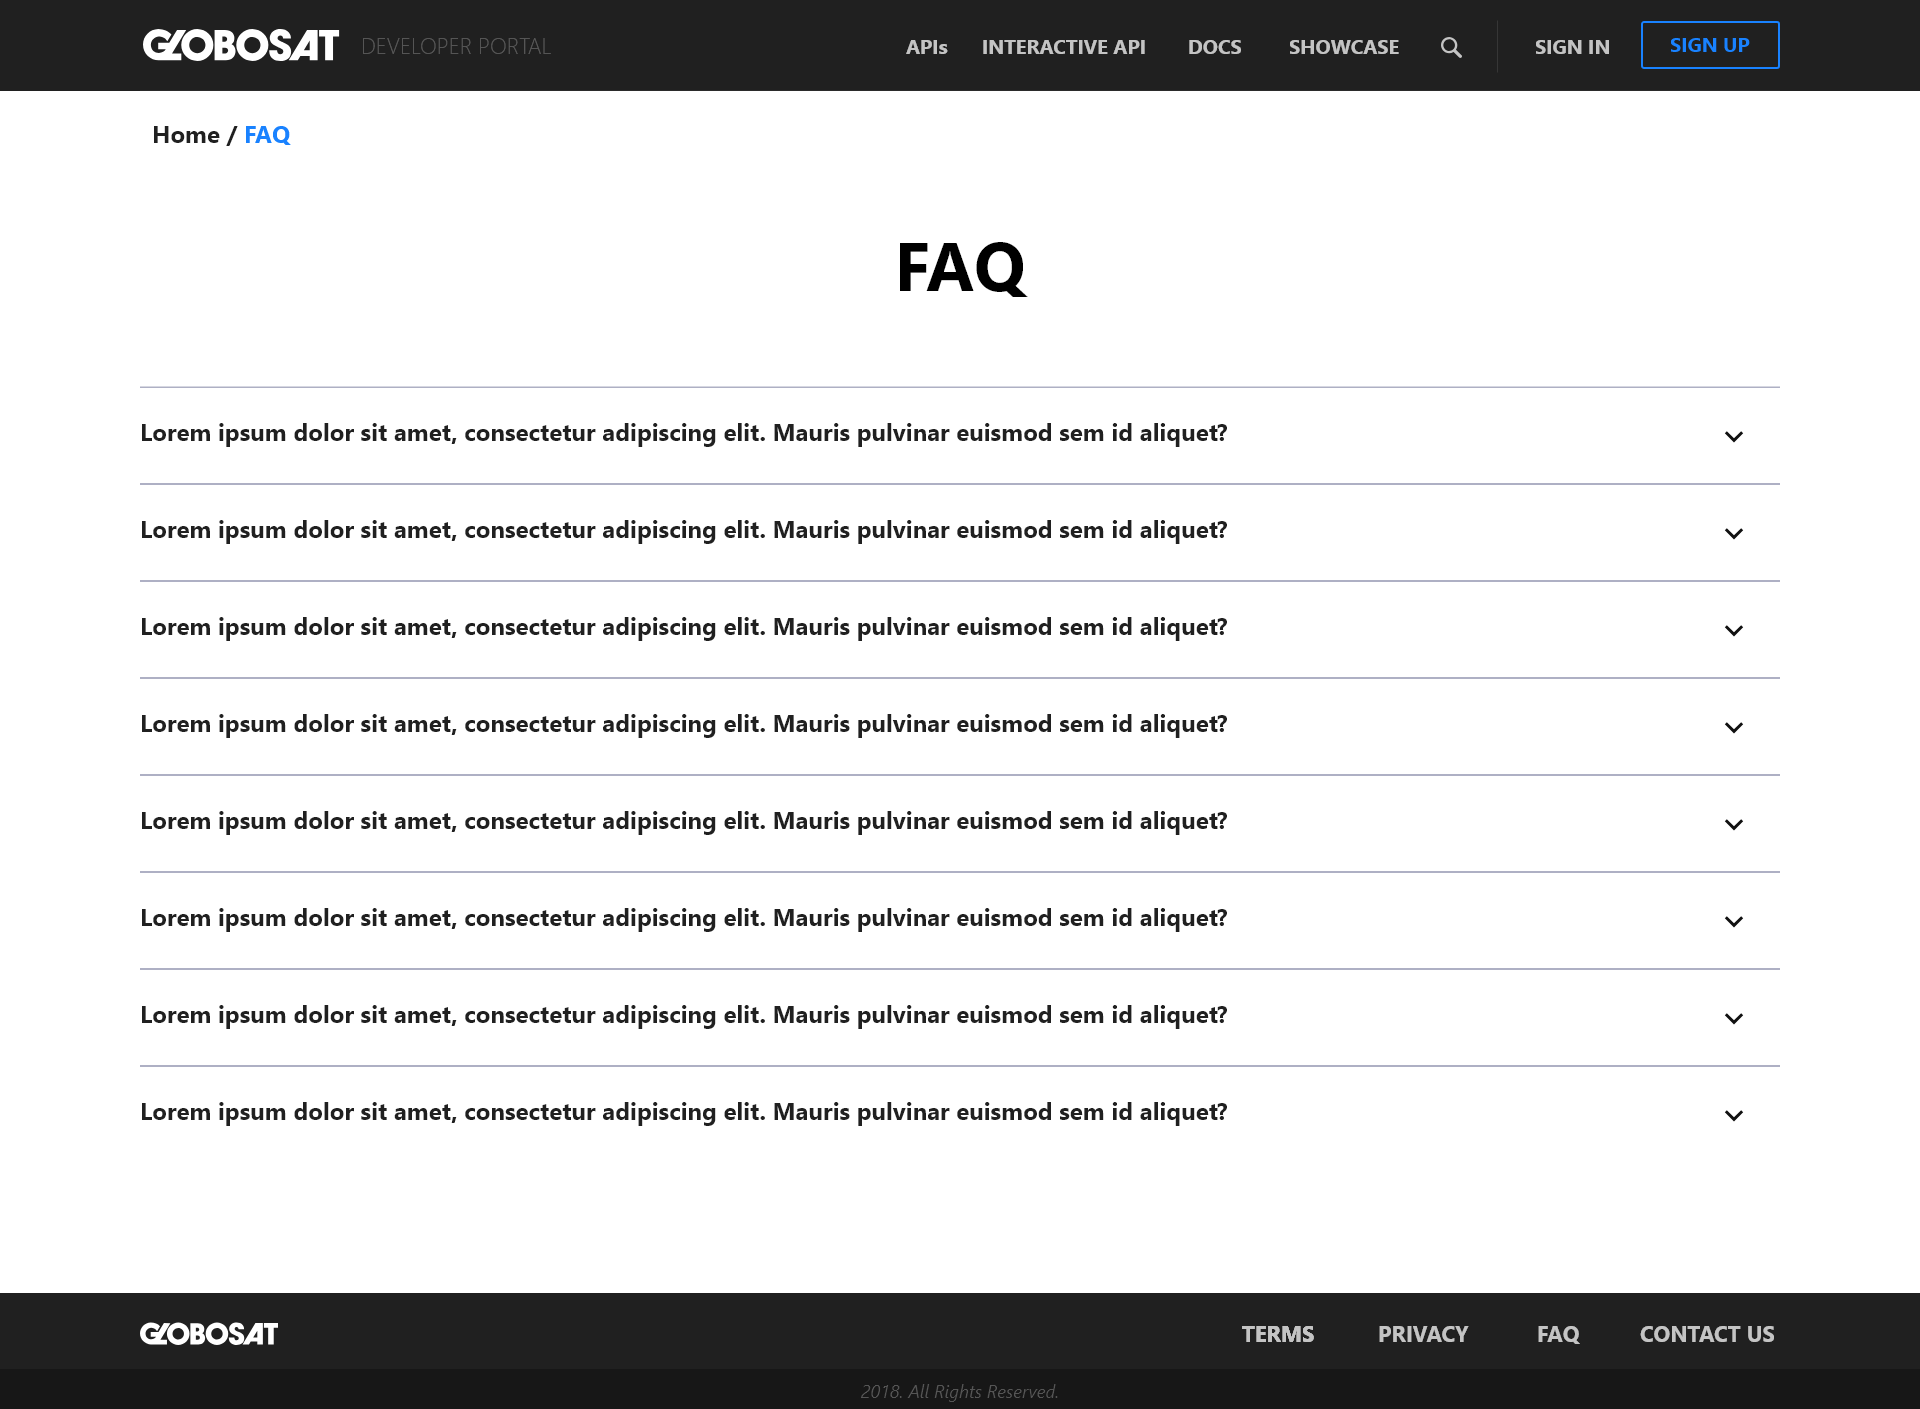 GLOBOSAT DEVELOPER PORTAL APIs INTERACTIVE API DOCS SHOWCASE SIGN IN SIGN UP
Home / FAQ
FAQ
Lorem ipsum dolor sit amet, consectetur adipiscing elit. Mauris pulvinar euismod sem id aliquet?
Lorem ipsum dolor sit amet, consectetur adipiscing elit. Mauris pulvinar euismod sem id aliquet?
Lorem ipsum dolor sit amet, consectetur adipiscing elit. Mauris pulvinar euismod sem id aliquet?
Lorem ipsum dolor sit amet, consectetur adipiscing elit. Mauris pulvinar euismod sem id aliquet?
Lorem ipsum dolor sit amet, consectetur adipiscing elit. Mauris pulvinar euismod sem id aliquet?
Lorem ipsum dolor sit amet, consectetur adipiscing elit. Mauris pulvinar euismod sem id aliquet?
Lorem ipsum dolor sit amet, consectetur adipiscing elit. Mauris pulvinar euismod sem id aliquet?
Lorem ipsum dolor sit amet, consectetur adipiscing elit. Mauris pulvinar euismod sem id aliquet?
GLOBOSAT TERMS PRIVACY FAQ CONTACT US
2018. All Rights Reserved.